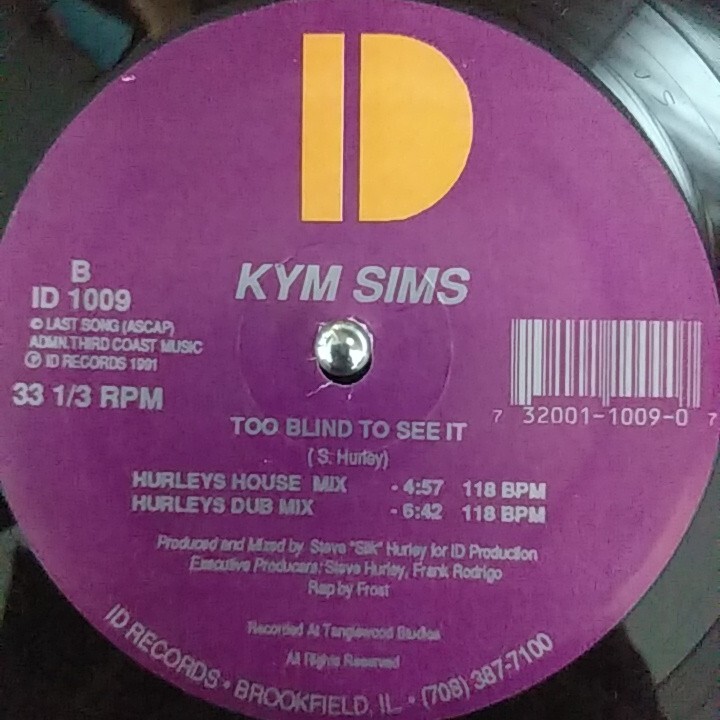 ID
KYM SIMS
B
ID 1009
© LAST SONG (ASCAP)
ADMN.THIRD COAST MUSIC
℗ ID RECORDS 1991
33 1/3 RPM
7 32001-1009-0 7
TOO BLIND TO SEE IT
( S. Hurley)
HURLEYS HOUSE MIX - 4:57 118 BPM
HURLEYS DUB MIX - 6:42 118 BPM
Produced and Mixed by Steve "Silk" Hurley for ID Production
Executive Producers: Steve Hurley, Frank Rodrigo
Rap by Frost
Recorded At Tanglewood Studios
All Rights Reserved
ID RECORDS • BROOKFIELD, IL. • (708) 387-7100